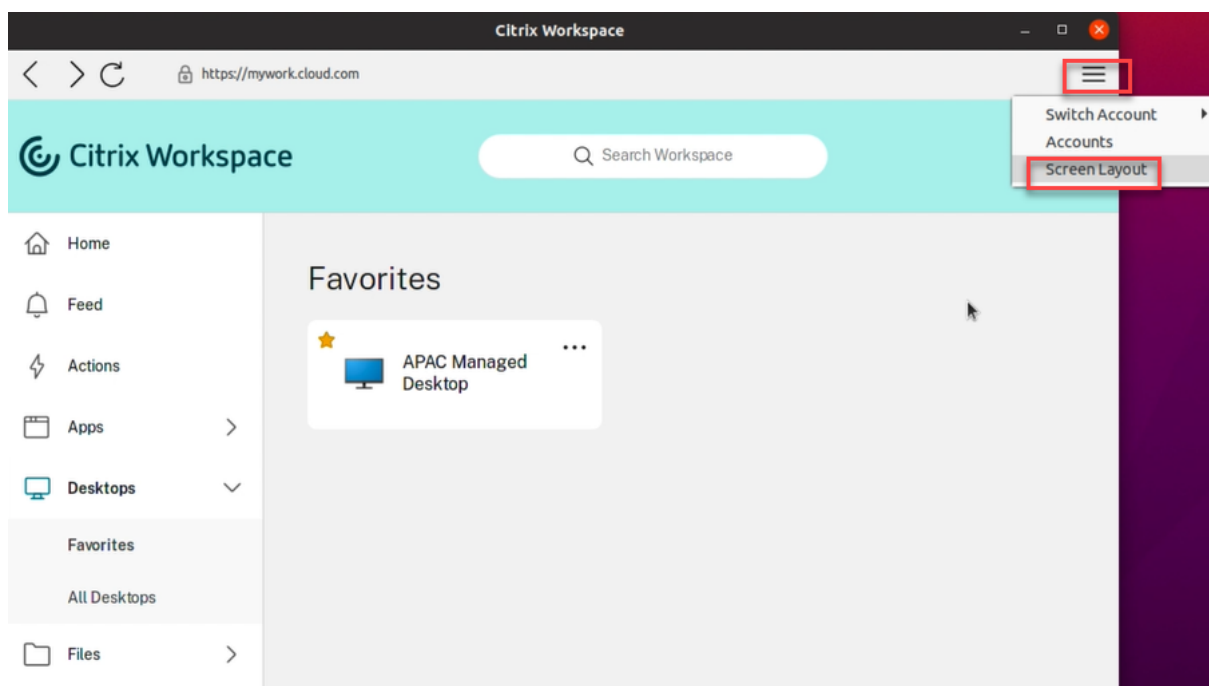 Citrix Workspace
https://mywork.cloud.com
Switch Account
Accounts
Screen Layout
Citrix Workspace
Search Workspace
Home
Feed
Actions
Apps
Desktops
Favorites
All Desktops
Files
Favorites
APAC Managed
Desktop